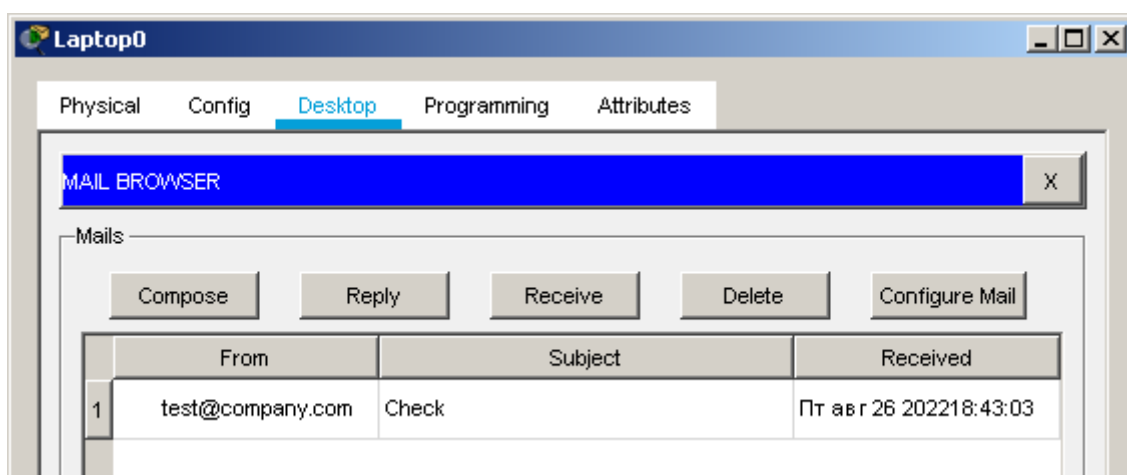 Laptop0
Physical Config Desktop Programming Attributes
MAIL BROWSER X
Mails
Compose Reply Receive Delete Configure Mail
From Subject Received
1 test@company.com Check Пт авг 26 202218:43:03